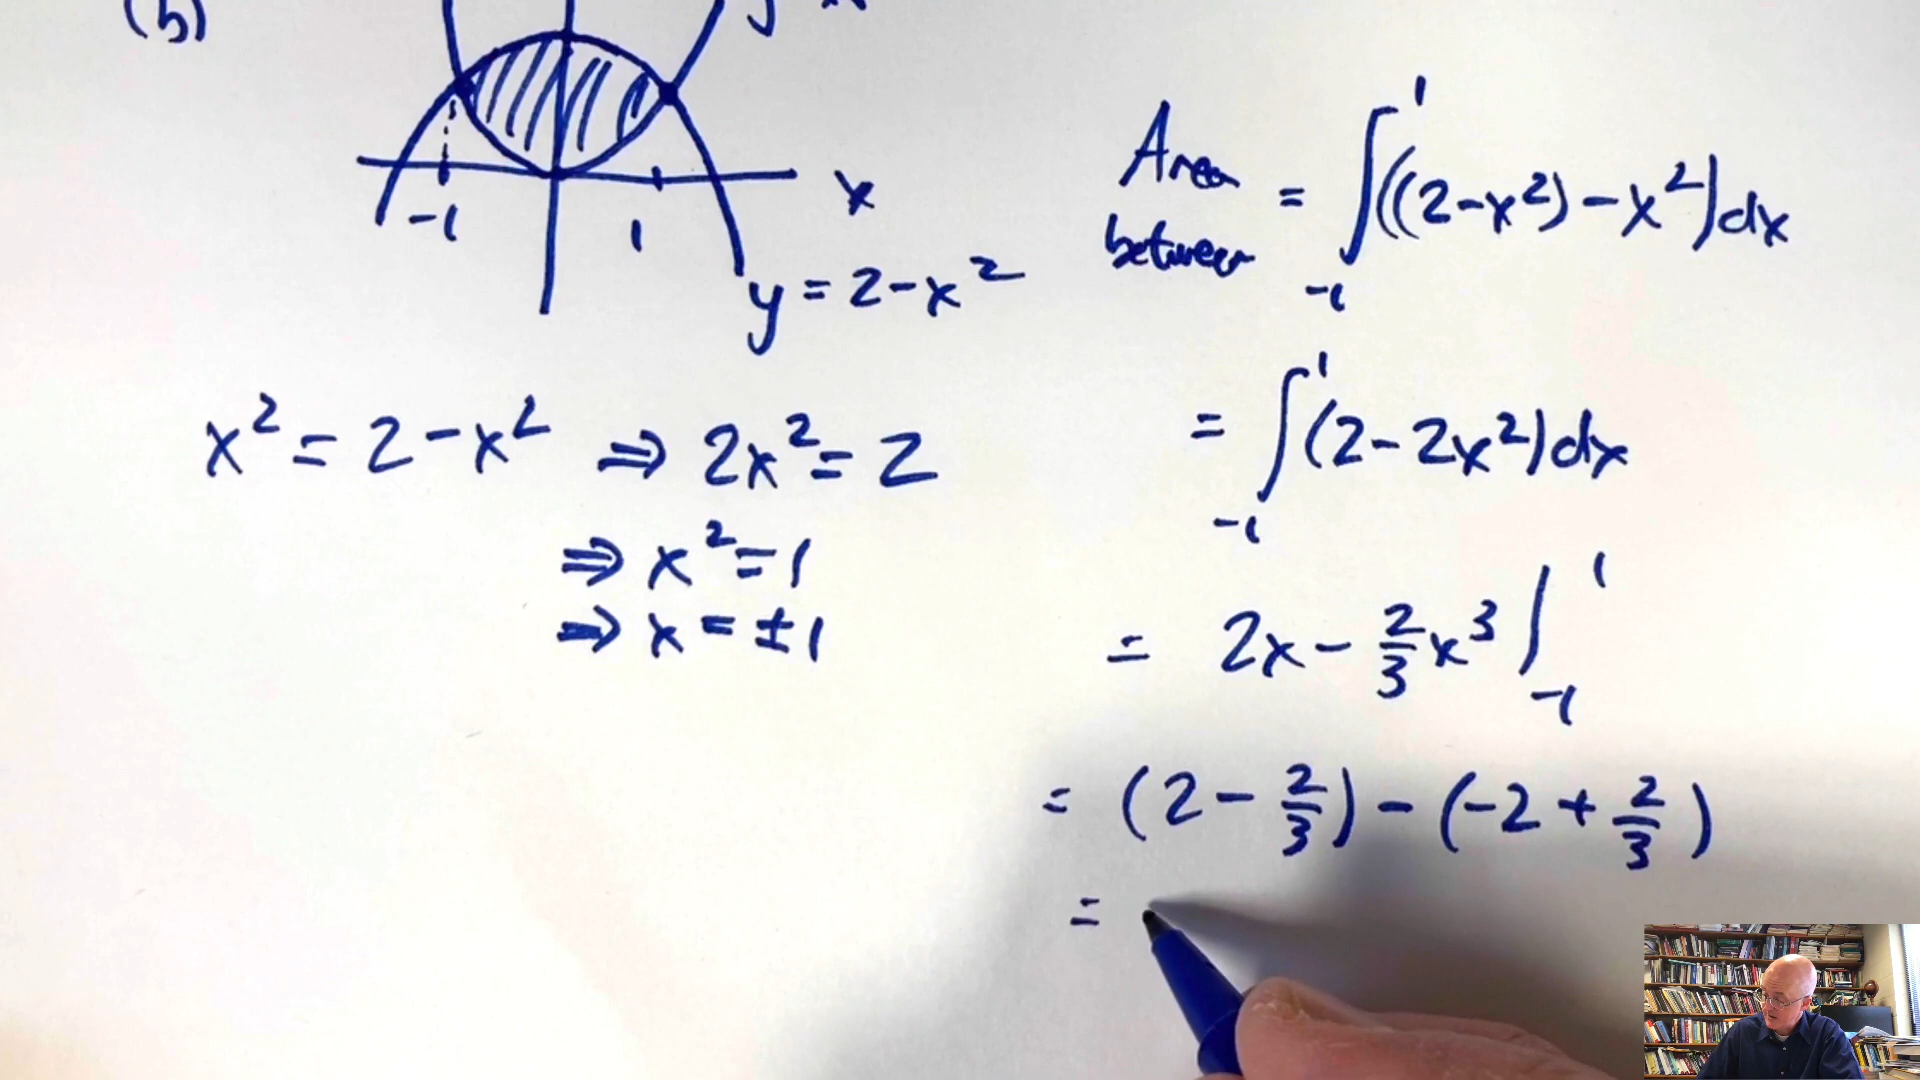 (b)
-1
1
x
y = 2-x²
x² = 2-x² ⇒ 2x² = 2
⇒ x² = 1
⇒ x = ±1
Area between = ∫₋₁¹ ((2-x²)-x²)dx
= ∫₋₁¹ (2-2x²)dx
= 2x - 2/3 x³ |₋₁¹
= (2 - 2/3) - (-2 + 2/3)
=